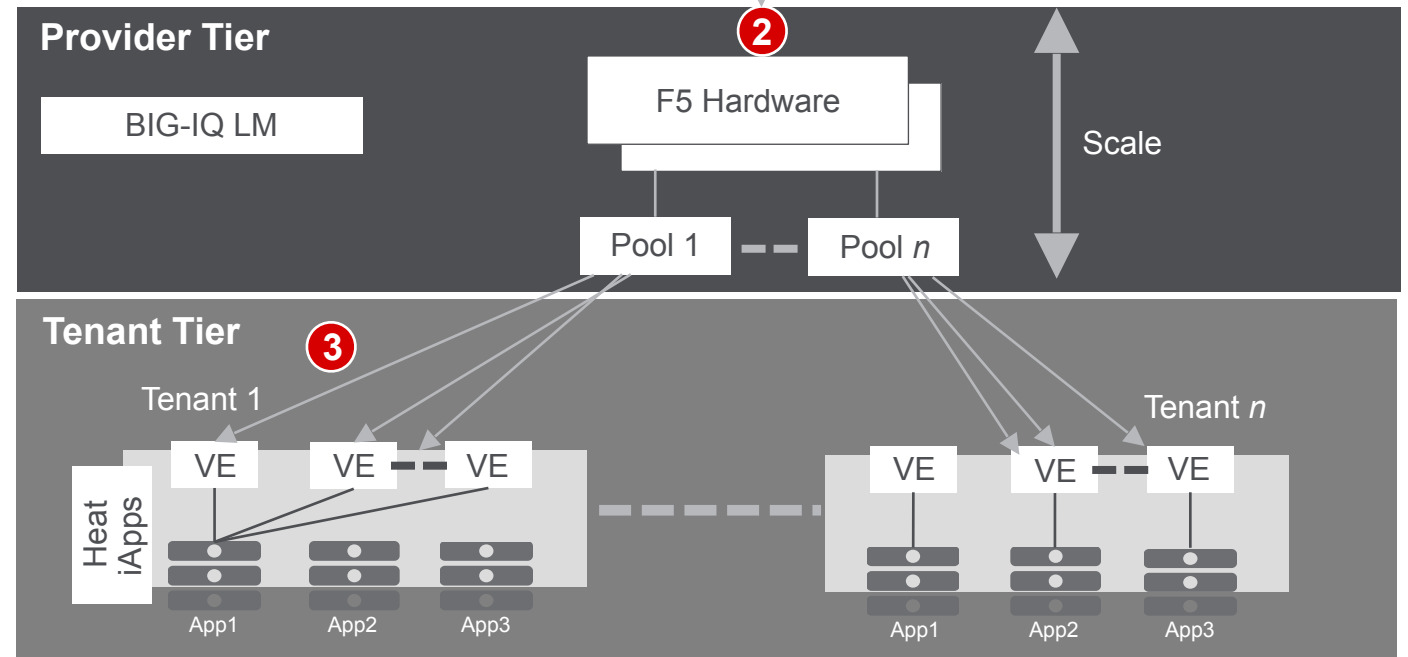 2
Provider Tier
F5 Hardware
BIG-IQ LM
Scale
Pool 1
Pool n
Tenant Tier
3
Tenant 1
Tenant n
VE
VE
VE
VE
VE
VE
Heat
iApps
App1
App2
App3
App1
App2
App3